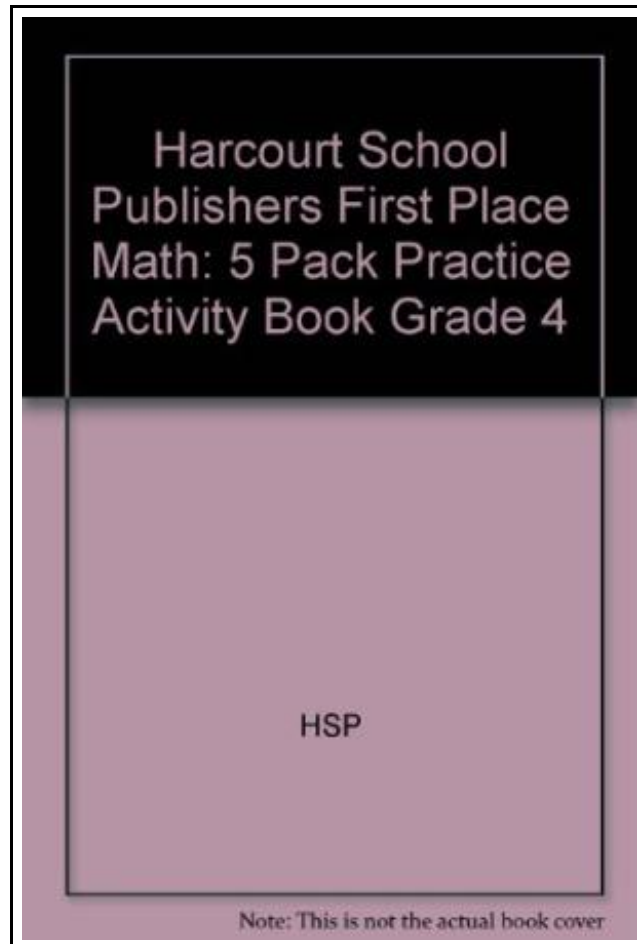 Harcourt School
Publishers First Place
Math: 5 Pack Practice
Activity Book Grade 4
HSP
Note: This is not the actual book cover